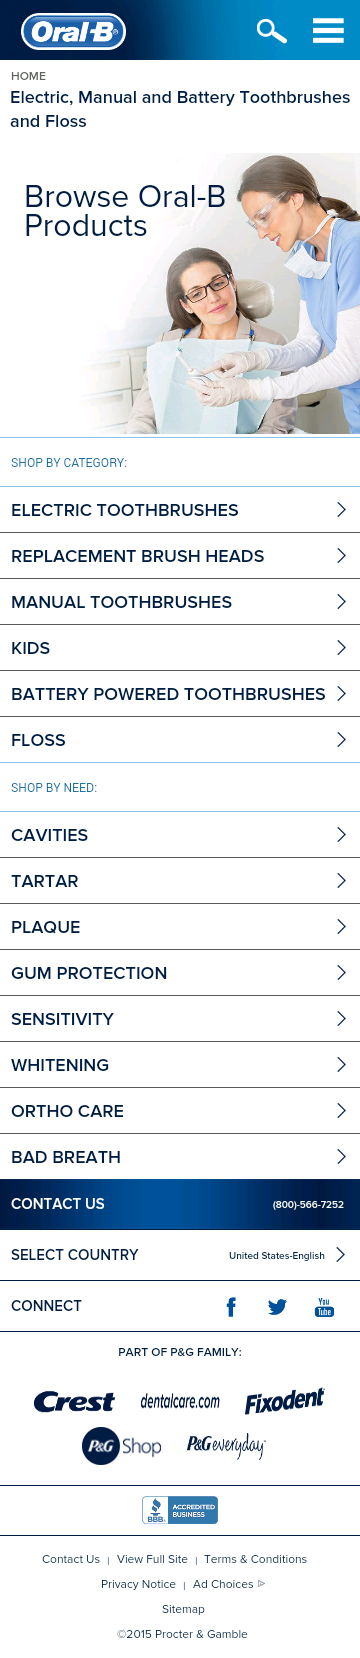 Oral-B®
HOME
Electric, Manual and Battery Toothbrushes
and Floss
Browse Oral-B
Products
SHOP BY CATEGORY:
ELECTRIC TOOTHBRUSHES
REPLACEMENT BRUSH HEADS
MANUAL TOOTHBRUSHES
KIDS
BATTERY POWERED TOOTHBRUSHES
FLOSS
SHOP BY NEED:
CAVITIES
TARTAR
PLAQUE
GUM PROTECTION
SENSITIVITY
WHITENING
ORTHO CARE
BAD BREATH
CONTACT US (800)-566-7252
SELECT COUNTRY United States-English
CONNECT You Tube
PART OF P&G FAMILY:
Crest dentalcare.com Fixodent
P&G Shop P&G everyday
BBB ACCREDITED
BUSINESS
Contact Us | View Full Site | Terms & Conditions
Privacy Notice | Ad Choices
Sitemap
©2015 Procter & Gamble